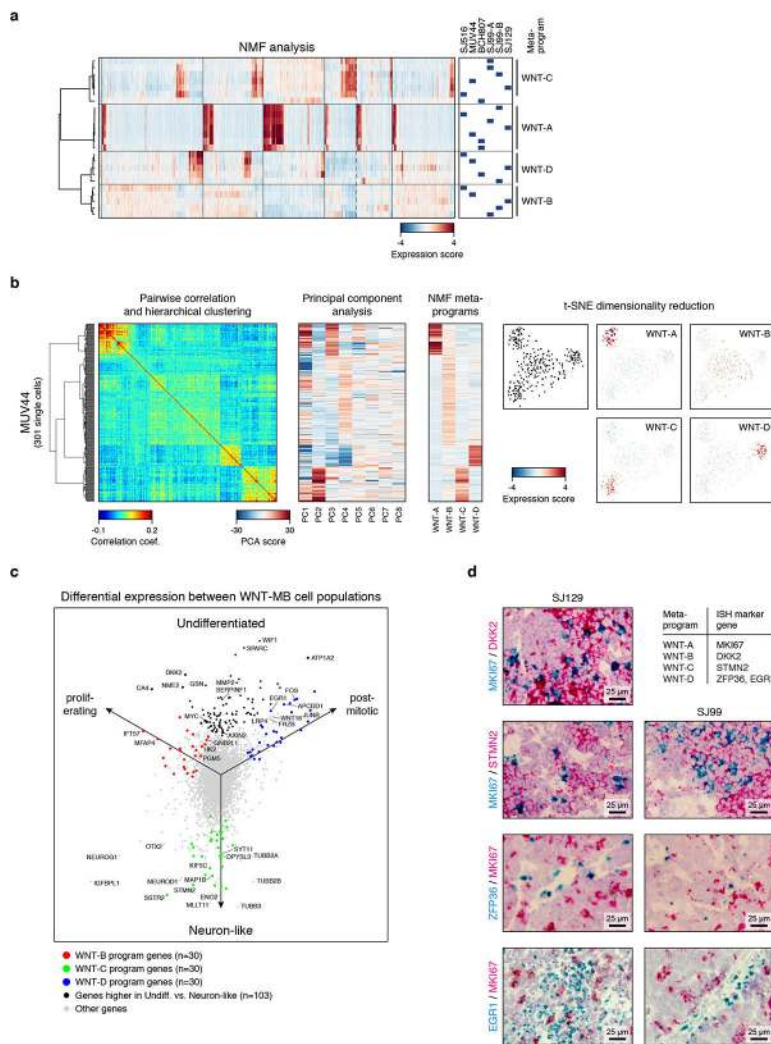 a
NMF analysis
SJ516
MUV44
BCH807
SJ99-A
SJ99-B
SJ129
Meta-
program
WNT-C
WNT-A
WNT-D
WNT-B
-4 4
Expression score
b
Pairwise correlation
and hierarchical clustering
Principal component
analysis
NMF meta-
programs
t-SNE dimensionality reduction
MUV44
(301 single cells)
WNT-A
WNT-B
WNT-C
WNT-D
-4 4
Expression score
PC1
PC2
PC3
PC4
PC5
PC6
PC7
PC8
WNT-A
WNT-B
WNT-C
WNT-D
-0.1 0.2
Correlation coef.
-30 30
PCA score
c
Differential expression between WNT-MB cell populations
Undifferentiated
WIF1
SPARC
ATP1A2
DKK2
NME3
GSN
MMP2
SERPINF1
CA4
EGR1
FOS
APCDD1
JUNB
prolif-
erating
post-
mitotic
MYC
LRP4
WNT16
FRZB
IFT57
MFAP4
AXIN2
GNB2L1
HK2
PGM5
OTX2
NEUROG1
SYT11
DPYSL3
TUBB2A
KIF5C
IGFBPL1
NEUROD1
MAP1B
TUBB2B
STMN2
SSTR2
ENO2
MLLT11
TUBB3
Neuron-like
WNT-B program genes (n=30)
WNT-C program genes (n=30)
WNT-D program genes (n=30)
Genes higher in Undiff. vs. Neuron-like (n=103)
Other genes
d
SJ129
MKI67 / DKK2
25 µm
Meta-
program
ISH marker
gene
WNT-A MKI67
WNT-B DKK2
WNT-C STMN2
WNT-D ZFP36, EGR
SJ99
MKI67 / STMN2
25 µm
25 µm
ZFP36 / MKI67
25 µm
25 µm
EGR1 / MKI67
25 µm
25 µm